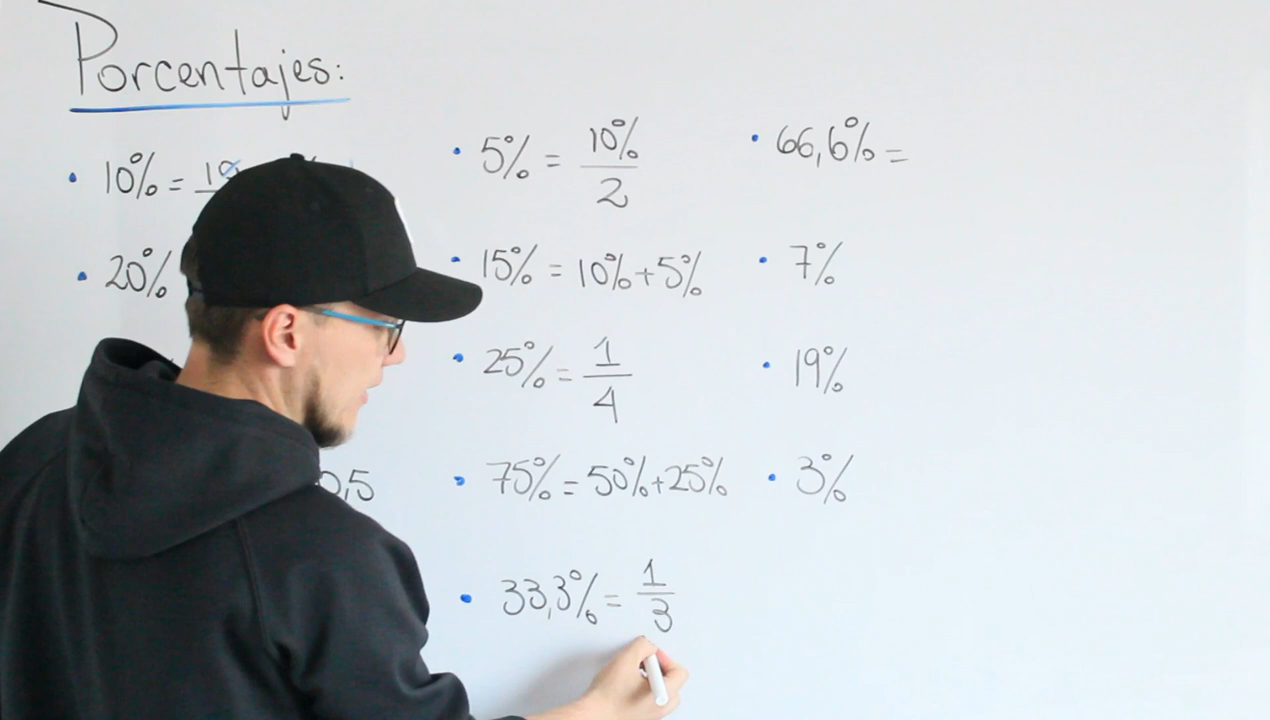 Porcentajes:
• 10% = 10
• 20%
0,5
• 5% = 10% / 2
• 15% = 10% + 5%
• 25% = 1 / 4
• 75% = 50% + 25%
• 33,3% = 1 / 3
• 66,6% =
• 7%
• 19%
• 3%